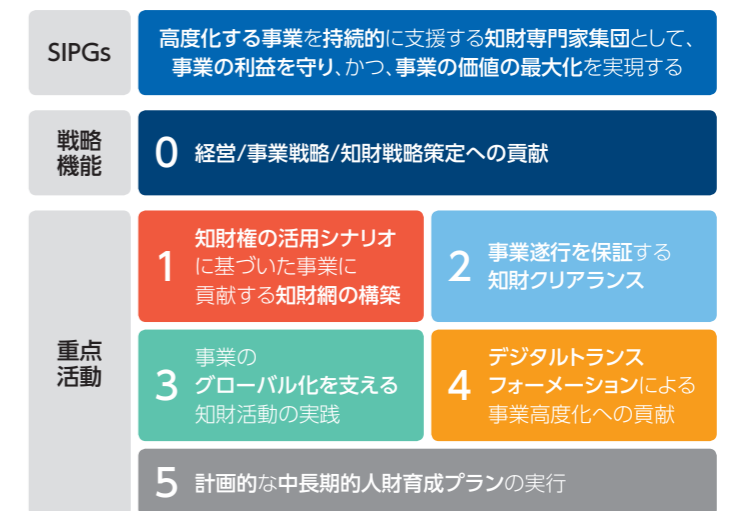 SIPGs
高度化する事業を持続的に支援する知財専門家集団として、
事業の利益を守り、かつ、事業の価値の最大化を実現する
戦略
機能
0 経営/事業戦略/知財戦略策定への貢献
重点
活動
1 知財権の活用シナリオ
に基づいた事業に
貢献する知財網の構築
2 事業遂行を保証する
知財クリアランス
3 事業の
グローバル化を支える
知財活動の実践
4 デジタルトランス
フォーメーションによる
事業高度化への貢献
5 計画的な中長期的人財育成プランの実行